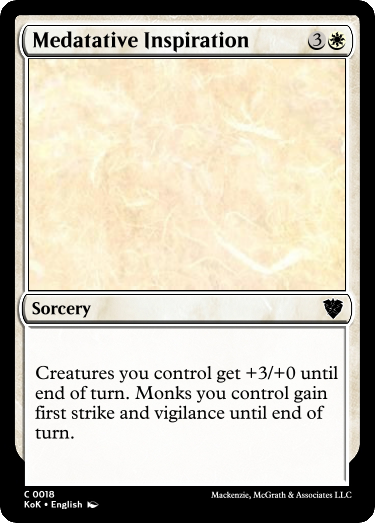 Medatative Inspiration 3
Sorcery
Creatures you control get +3/+0 until
end of turn. Monks you control gain
first strike and vigilance until end of
turn.
C 0018
KoK • English
Mackenzie, McGrath & Associates LLC